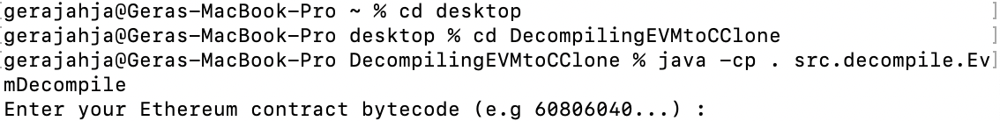 [gerajahja@Geras-MacBook-Pro ~ % cd desktop ]
[gerajahja@Geras-MacBook-Pro desktop % cd DecompilingEVMtoCClone ]
[gerajahja@Geras-MacBook-Pro DecompilingEVMtoCClone % java -cp . src.decompile.Ev]
mDecompile
Enter your Ethereum contract bytecode (e.g 60806040...) :